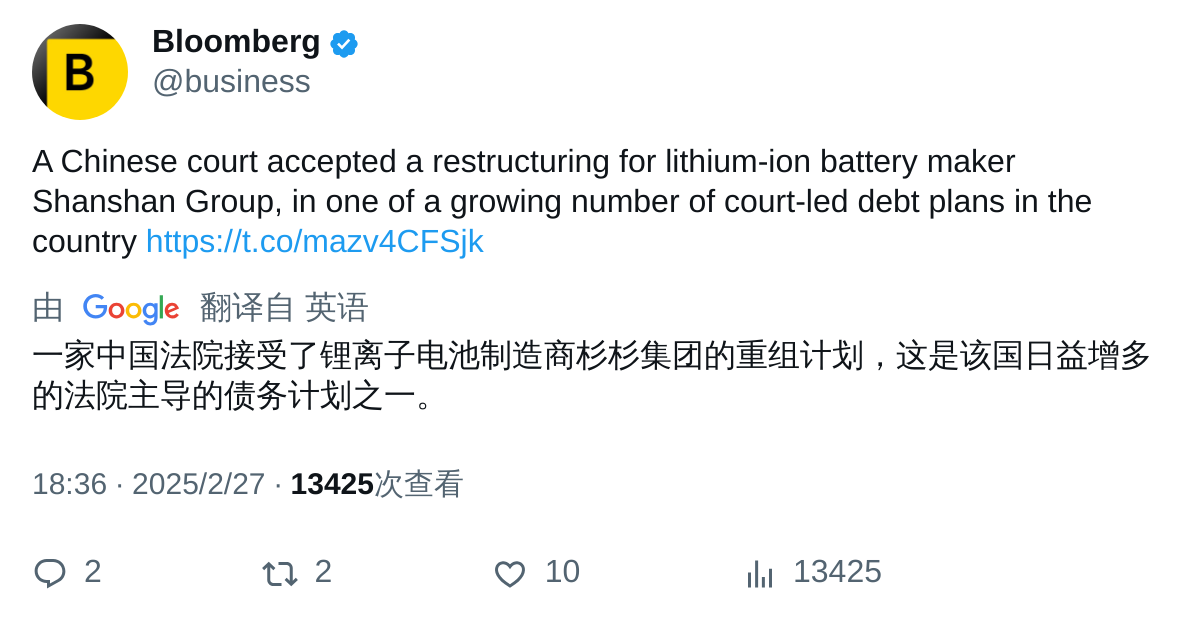 B
Bloomberg
@business
A Chinese court accepted a restructuring for lithium-ion battery maker
Shanshan Group, in one of a growing number of court-led debt plans in the
country https://t.co/mazv4CFSjk
由 Google 翻译自 英语
一家中国法院接受了锂离子电池制造商杉杉集团的重组计划，这是该国日益增多
的法院主导的债务计划之一。
18:36 · 2025/2/27 · 13425次查看
2 2 10 13425